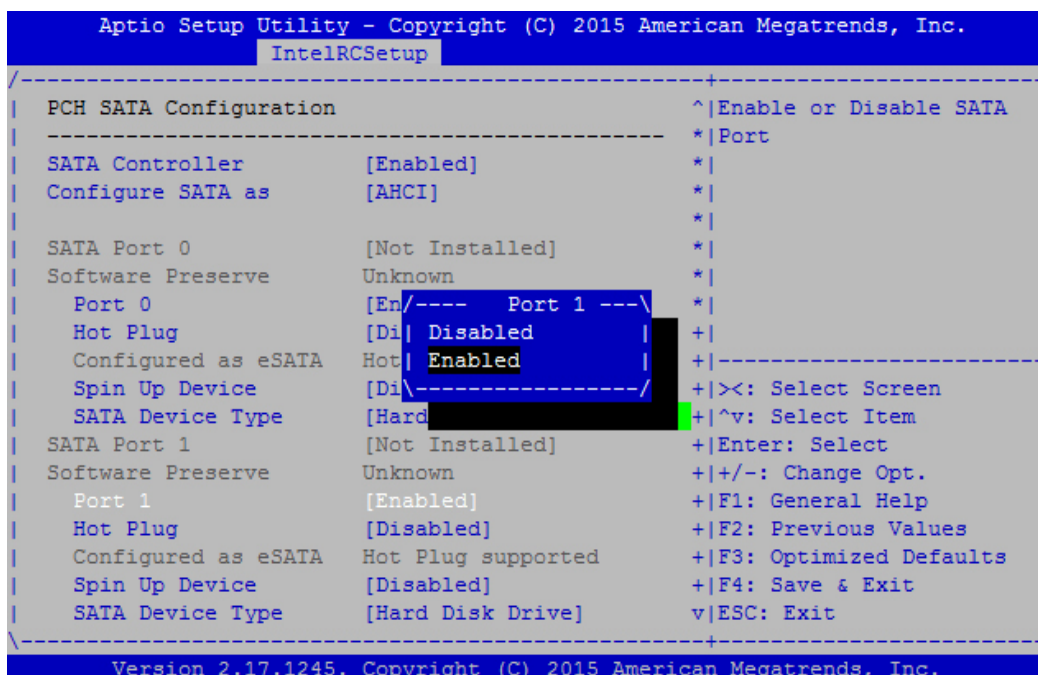 Aptio Setup Utility - Copyright (C) 2015 American Megatrends, Inc.
IntelRCSetup
/----------------------------------------------------+------------------------
| PCH SATA Configuration ^|Enable or Disable SATA
| ----------------------------------------------- *|Port
| SATA Controller [Enabled] *|
| Configure SATA as [AHCI] *|
| *|
| SATA Port 0 [Not Installed] *|
| Software Preserve Unknown *|
| Port 0 [En/---- Port 1 ---\ *|
| Hot Plug [Di| Disabled | +|
| Configured as eSATA Hot| Enabled | +|------------------------
| Spin Up Device [Di\-----------------/ +|><: Select Screen
| SATA Device Type [Hard +|^v: Select Item
| SATA Port 1 [Not Installed] +|Enter: Select
| Software Preserve Unknown +|+/-: Change Opt.
| Port 1 [Enabled] +|F1: General Help
| Hot Plug [Disabled] +|F2: Previous Values
| Configured as eSATA Hot Plug supported +|F3: Optimized Defaults
| Spin Up Device [Disabled] +|F4: Save & Exit
| SATA Device Type [Hard Disk Drive] v|ESC: Exit
\----------------------------------------------------+------------------------
Version 2.17.1245. Copyright (C) 2015 American Megatrends, Inc.